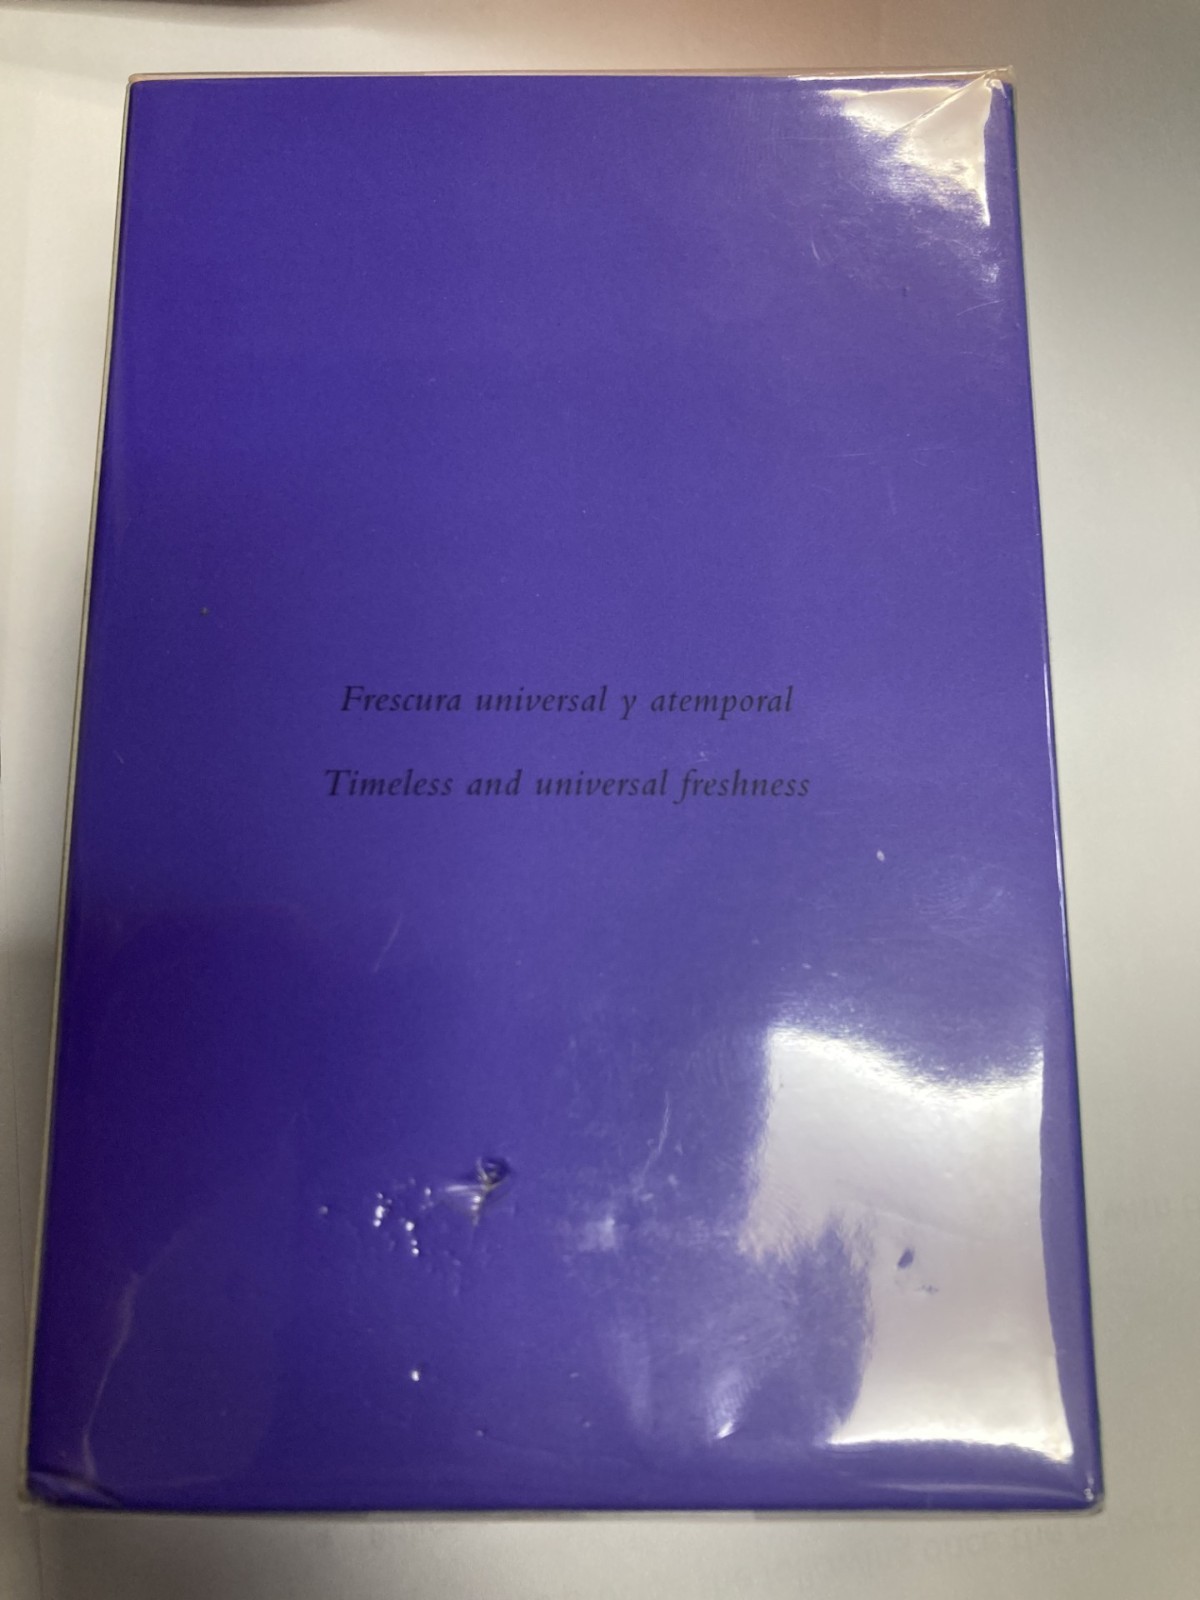 Frescura universal y atemporal
Timeless and universal freshness